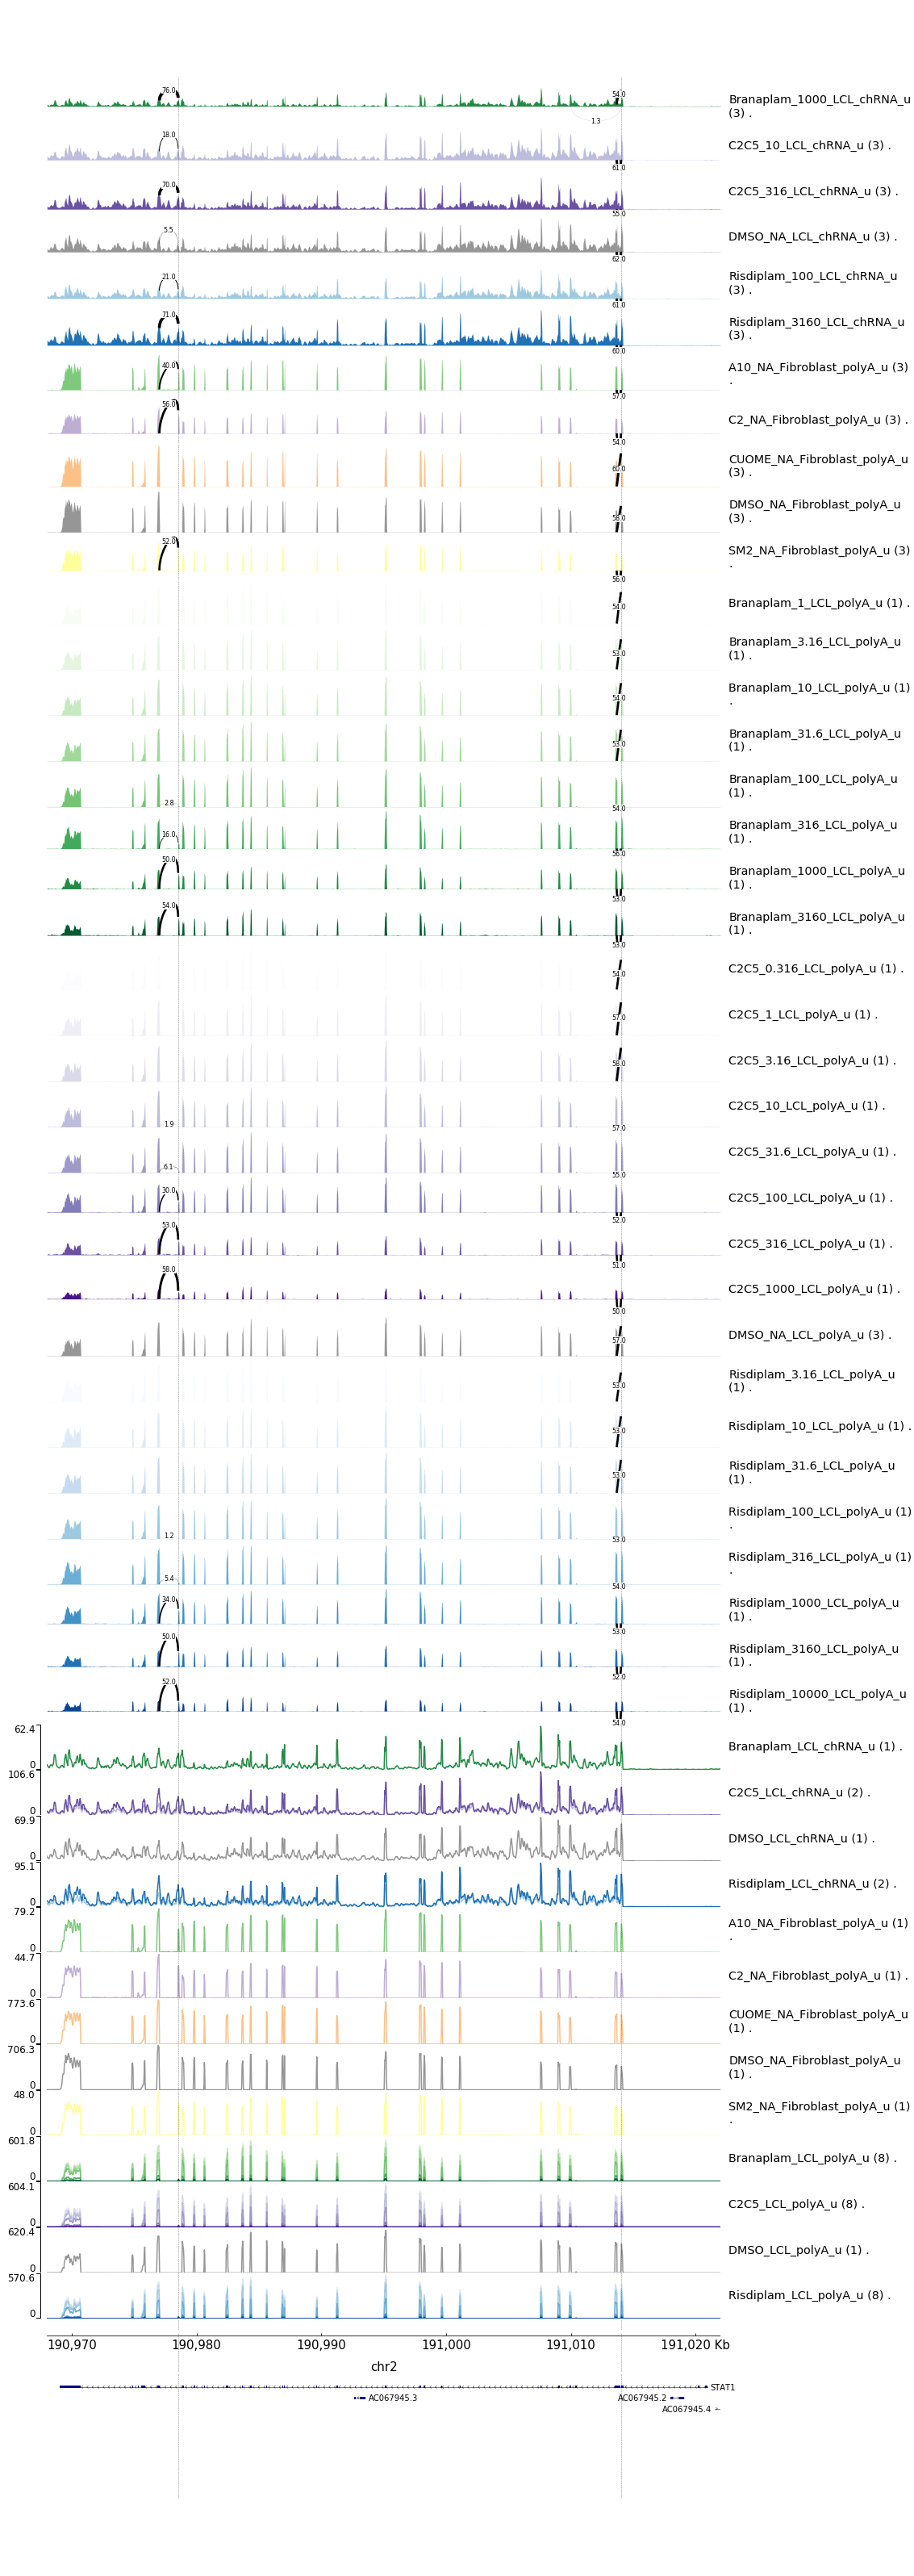 76.0
54.0
Branaplam_1000_LCL_chRNA_u
(3) .
1.3
18.0
C2C5_10_LCL_chRNA_u (3) .
61.0
70.0
C2C5_316_LCL_chRNA_u (3) .
55.0
5.5
DMSO_NA_LCL_chRNA_u (3) .
62.0
21.0
Risdiplam_100_LCL_chRNA_u
(3) .
61.0
71.0
Risdiplam_3160_LCL_chRNA_u
(3) .
60.0
40.0
A10_NA_Fibroblast_polyA_u (3)
.
57.0
56.0
C2_NA_Fibroblast_polyA_u (3) .
54.0
CUOME_NA_Fibroblast_polyA_u
(3) .
60.0
DMSO_NA_Fibroblast_polyA_u
(3) .
58.0
52.0
SM2_NA_Fibroblast_polyA_u (3)
.
56.0
Branaplam_1_LCL_polyA_u (1) .
54.0
Branaplam_3.16_LCL_polyA_u
(1) .
53.0
Branaplam_10_LCL_polyA_u (1)
.
54.0
Branaplam_31.6_LCL_polyA_u
(1) .
53.0
Branaplam_100_LCL_polyA_u
(1) .
2.8
54.0
Branaplam_316_LCL_polyA_u
(1) .
16.0
56.0
50.0
Branaplam_1000_LCL_polyA_u
(1) .
53.0
54.0
Branaplam_3160_LCL_polyA_u
(1) .
53.0
C2C5_0.316_LCL_polyA_u (1) .
54.0
C2C5_1_LCL_polyA_u (1) .
57.0
C2C5_3.16_LCL_polyA_u (1) .
58.0
C2C5_10_LCL_polyA_u (1) .
1.9
57.0
C2C5_31.6_LCL_polyA_u (1) .
6.1
55.0
30.0
C2C5_100_LCL_polyA_u (1) .
52.0
53.0
C2C5_316_LCL_polyA_u (1) .
51.0
58.0
C2C5_1000_LCL_polyA_u (1) .
50.0
DMSO_NA_LCL_polyA_u (3) .
57.0
Risdiplam_3.16_LCL_polyA_u
(1) .
53.0
Risdiplam_10_LCL_polyA_u (1) .
53.0
Risdiplam_31.6_LCL_polyA_u
(1) .
53.0
Risdiplam_100_LCL_polyA_u (1)
.
1.2
53.0
Risdiplam_316_LCL_polyA_u (1)
.
5.4
54.0
34.0
Risdiplam_1000_LCL_polyA_u
(1) .
53.0
50.0
Risdiplam_3160_LCL_polyA_u
(1) .
52.0
52.0
Risdiplam_10000_LCL_polyA_u
(1) .
54.0
62.4
Branaplam_LCL_chRNA_u (1) .
0
106.6
C2C5_LCL_chRNA_u (2) .
0
69.9
DMSO_LCL_chRNA_u (1) .
0
95.1
Risdiplam_LCL_chRNA_u (2) .
0
79.2
A10_NA_Fibroblast_polyA_u (1)
.
0
44.7
C2_NA_Fibroblast_polyA_u (1) .
0
773.6
CUOME_NA_Fibroblast_polyA_u
(1) .
0
706.3
DMSO_NA_Fibroblast_polyA_u
(1) .
0
48.0
SM2_NA_Fibroblast_polyA_u (1)
.
0
601.8
Branaplam_LCL_polyA_u (8) .
0
604.1
C2C5_LCL_polyA_u (8) .
0
620.4
DMSO_LCL_polyA_u (1) .
0
570.6
Risdiplam_LCL_polyA_u (8) .
0
190,970 190,980 190,990 191,000 191,010 191,020 Kb
chr2
STAT1
AC067945.3
AC067945.2
AC067945.4